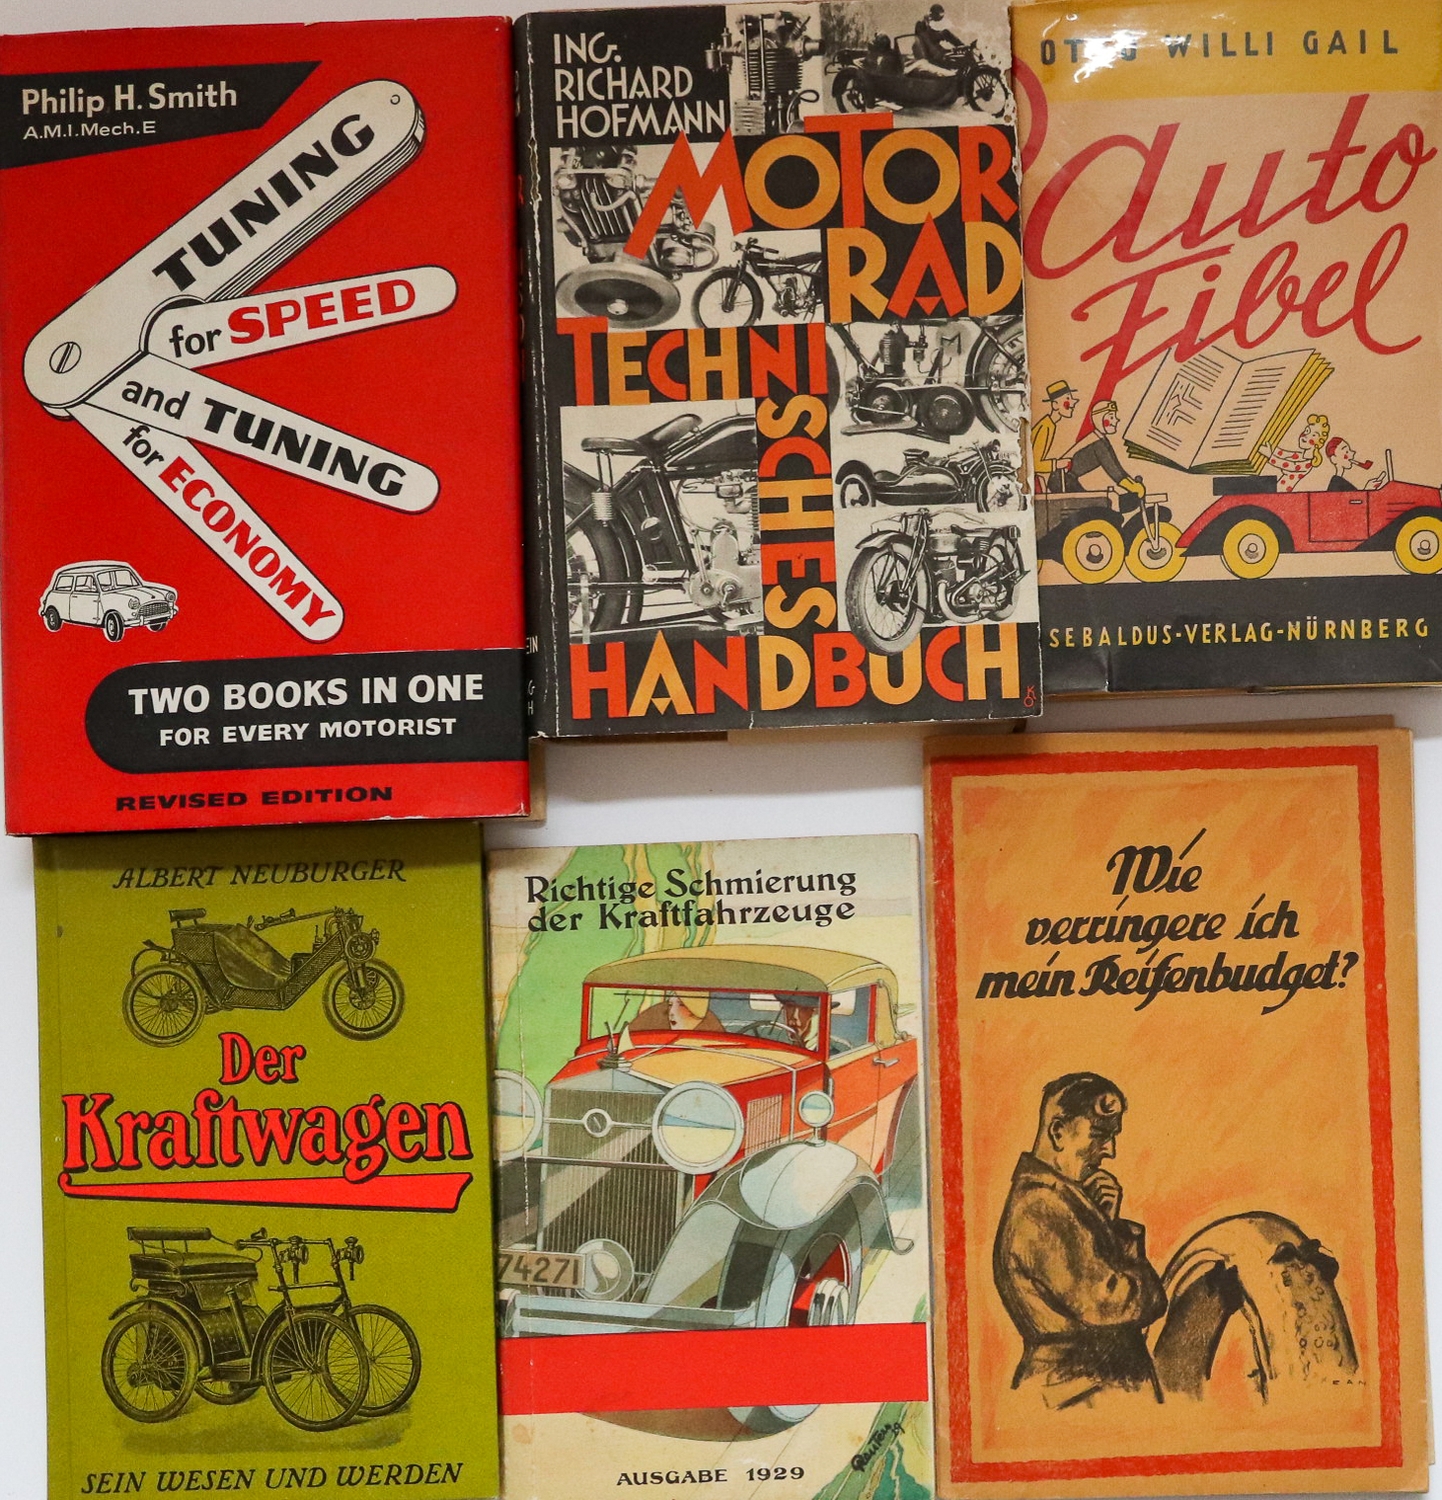 Philip H. Smith
A.M.I.Mech.E
TUNING
for SPEED
and TUNING
for ECONOMY
TWO BOOKS IN ONE
FOR EVERY MOTORIST
REVISED EDITION
ING.
RICHARD
HOFMANN
MOTOR
RAD
TECHNI
SCHES
HANDBUCH
OTTO WILLI GAIL
Auto
Fibel
SEBALDUS-VERLAG-NÜRNBERG
ALBERT NEUBURGER
Der
Kraftwagen
SEIN WESEN UND WERDEN
Richtige Schmierung
der Kraftfahrzeuge
74271
AUSGABE 1929
Wie
verringere ich
mein Reifenbudget?